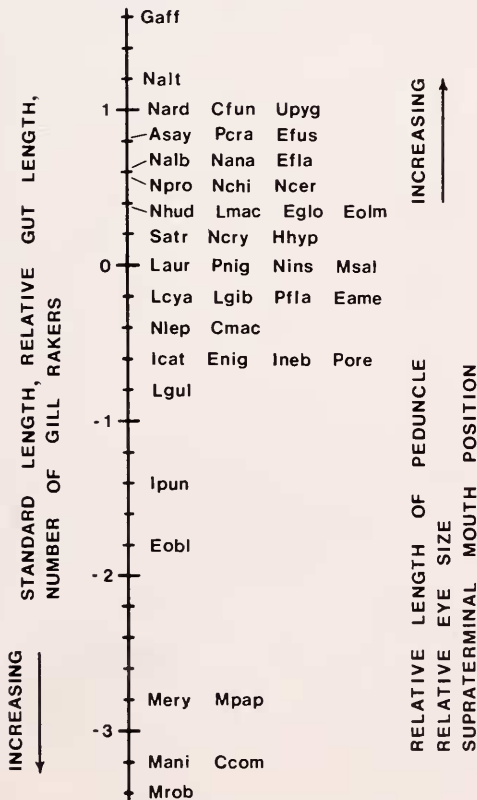 Gaff
Nalt
1 Nard Cfun Upyg
Asay Pcra Efus
Nalb Nana Efla
Npro Nchi Ncer
Nhud Lmac Eglo Eolm
Satr Ncry Hhyp
0 Laur Pnig Nins Msal
Lcya Lgib Pfla Eame
Nlep Cmac
Icat Enig Ineb Pore
Lgul
-1
Ipun
Eobl
-2
Mery Mpap
-3
Mani Ccom
Mrob
STANDARD LENGTH, RELATIVE GUT LENGTH,
NUMBER OF GILL RAKERS
INCREASING
INCREASING
RELATIVE LENGTH OF PEDUNCLE
RELATIVE EYE SIZE
SUPRATERMINAL MOUTH POSITION